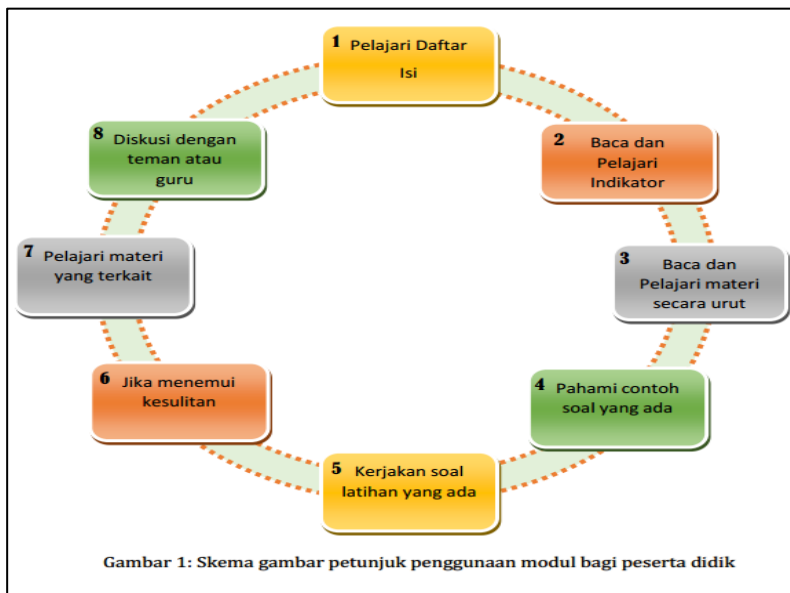 1 Pelajari Daftar
Isi
2 Baca dan
Pelajari
Indikator
3 Baca dan
Pelajari materi
secara urut
4 Pahami contoh
soal yang ada
5 Kerjakan soal
latihan yang ada
6 Jika menemui
kesulitan
7 Pelajari materi
yang terkait
8 Diskusi dengan
teman atau
guru
Gambar 1: Skema gambar petunjuk penggunaan modul bagi peserta didik